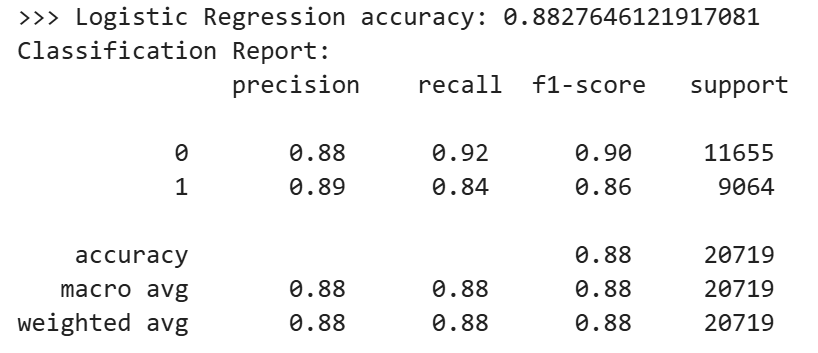 >>> Logistic Regression accuracy: 0.8827646121917081
Classification Report:
              precision    recall  f1-score   support

           0       0.88      0.92      0.90     11655
           1       0.89      0.84      0.86      9064

    accuracy                           0.88     20719
   macro avg       0.88      0.88      0.88     20719
weighted avg       0.88      0.88      0.88     20719